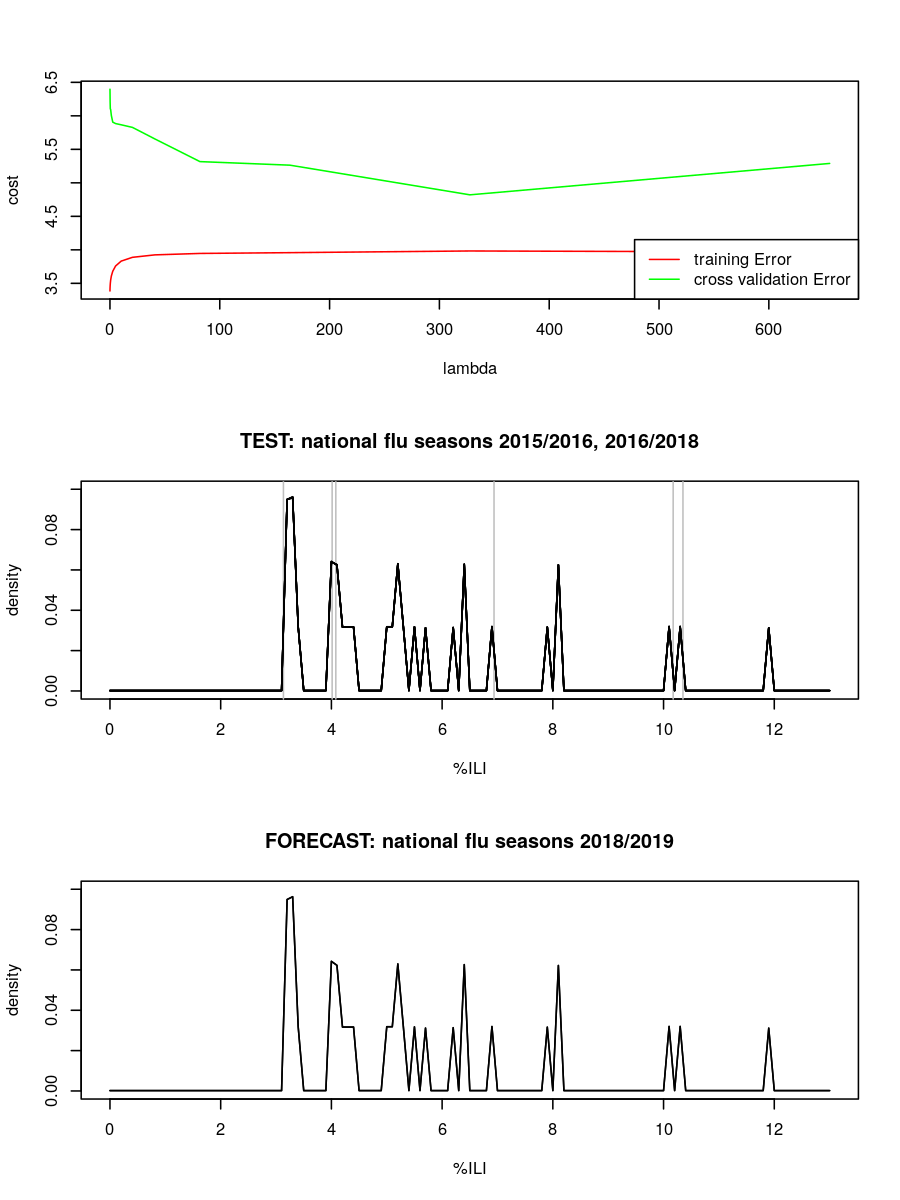 6.5
5.5
4.5
3.5
cost
training Error
cross validation Error
0 100 200 300 400 500 600
lambda
TEST: national flu seasons 2015/2016, 2016/2018
0.08
0.04
0.00
density
0 2 4 6 8 10 12
%ILI
FORECAST: national flu seasons 2018/2019
0.08
0.04
0.00
density
0 2 4 6 8 10 12
%ILI